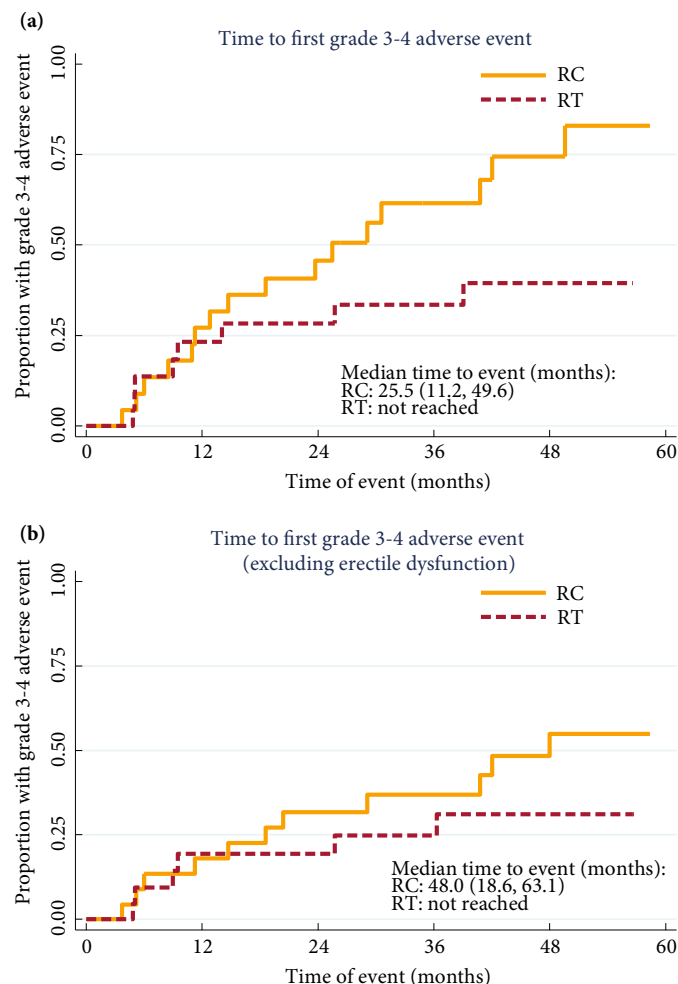 (a)
Time to first grade 3-4 adverse event
RC
RT
Proportion with grade 3-4 adverse event
1.00
0.75
0.50
0.25
0.00
Median time to event (months):
RC: 25.5 (11.2, 49.6)
RT: not reached
0 12 24 36 48 60
Time of event (months)
(b)
Time to first grade 3-4 adverse event
(excluding erectile dysfunction)
RC
RT
Proportion with grade 3-4 adverse event
1.00
0.75
0.50
0.25
0.00
Median time to event (months):
RC: 48.0 (18.6, 63.1)
RT: not reached
0 12 24 36 48 60
Time of event (months)